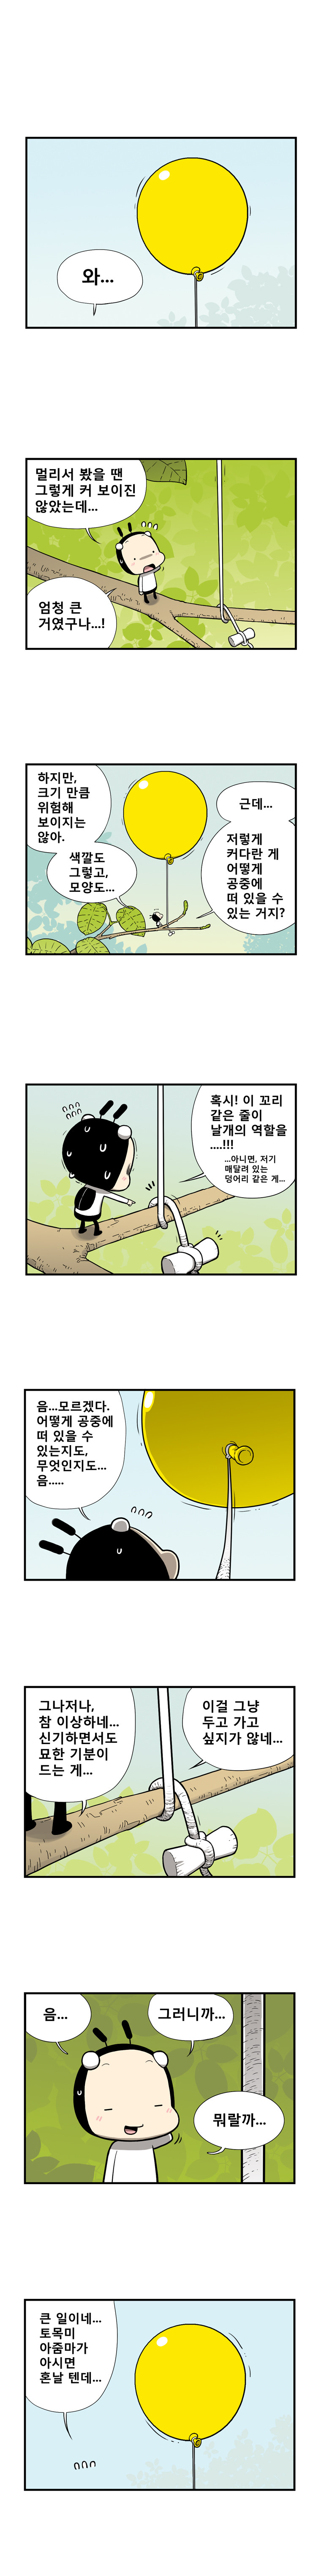 와...
멀리서 봤을 땐
그렇게 커 보이진
않았는데...
엄청 큰
거였구나...!
하지만,
크기 만큼
위험해
보이지는
않아.
색깔도
그렇고,
모양도...
근데...
저렇게
커다란 게
어떻게
공중에
떠 있을 수
있는 거지?
혹시! 이 꼬리
같은 줄이
날개의 역할을
....!!!
...아니면, 저기
매달려 있는
덩어리 같은 게...
음...모르겠다.
어떻게 공중에
떠 있을 수
있는지도,
무엇인지도...
음.....
그나저나,
참 이상하네...
신기하면서도
묘한 기분이
드는 게...
이걸 그냥
두고 가고
싶지가 않네...
음...
그러니까...
뭐랄까...
큰 일이네...
토목미
아줌마가
아시면
혼날 텐데...